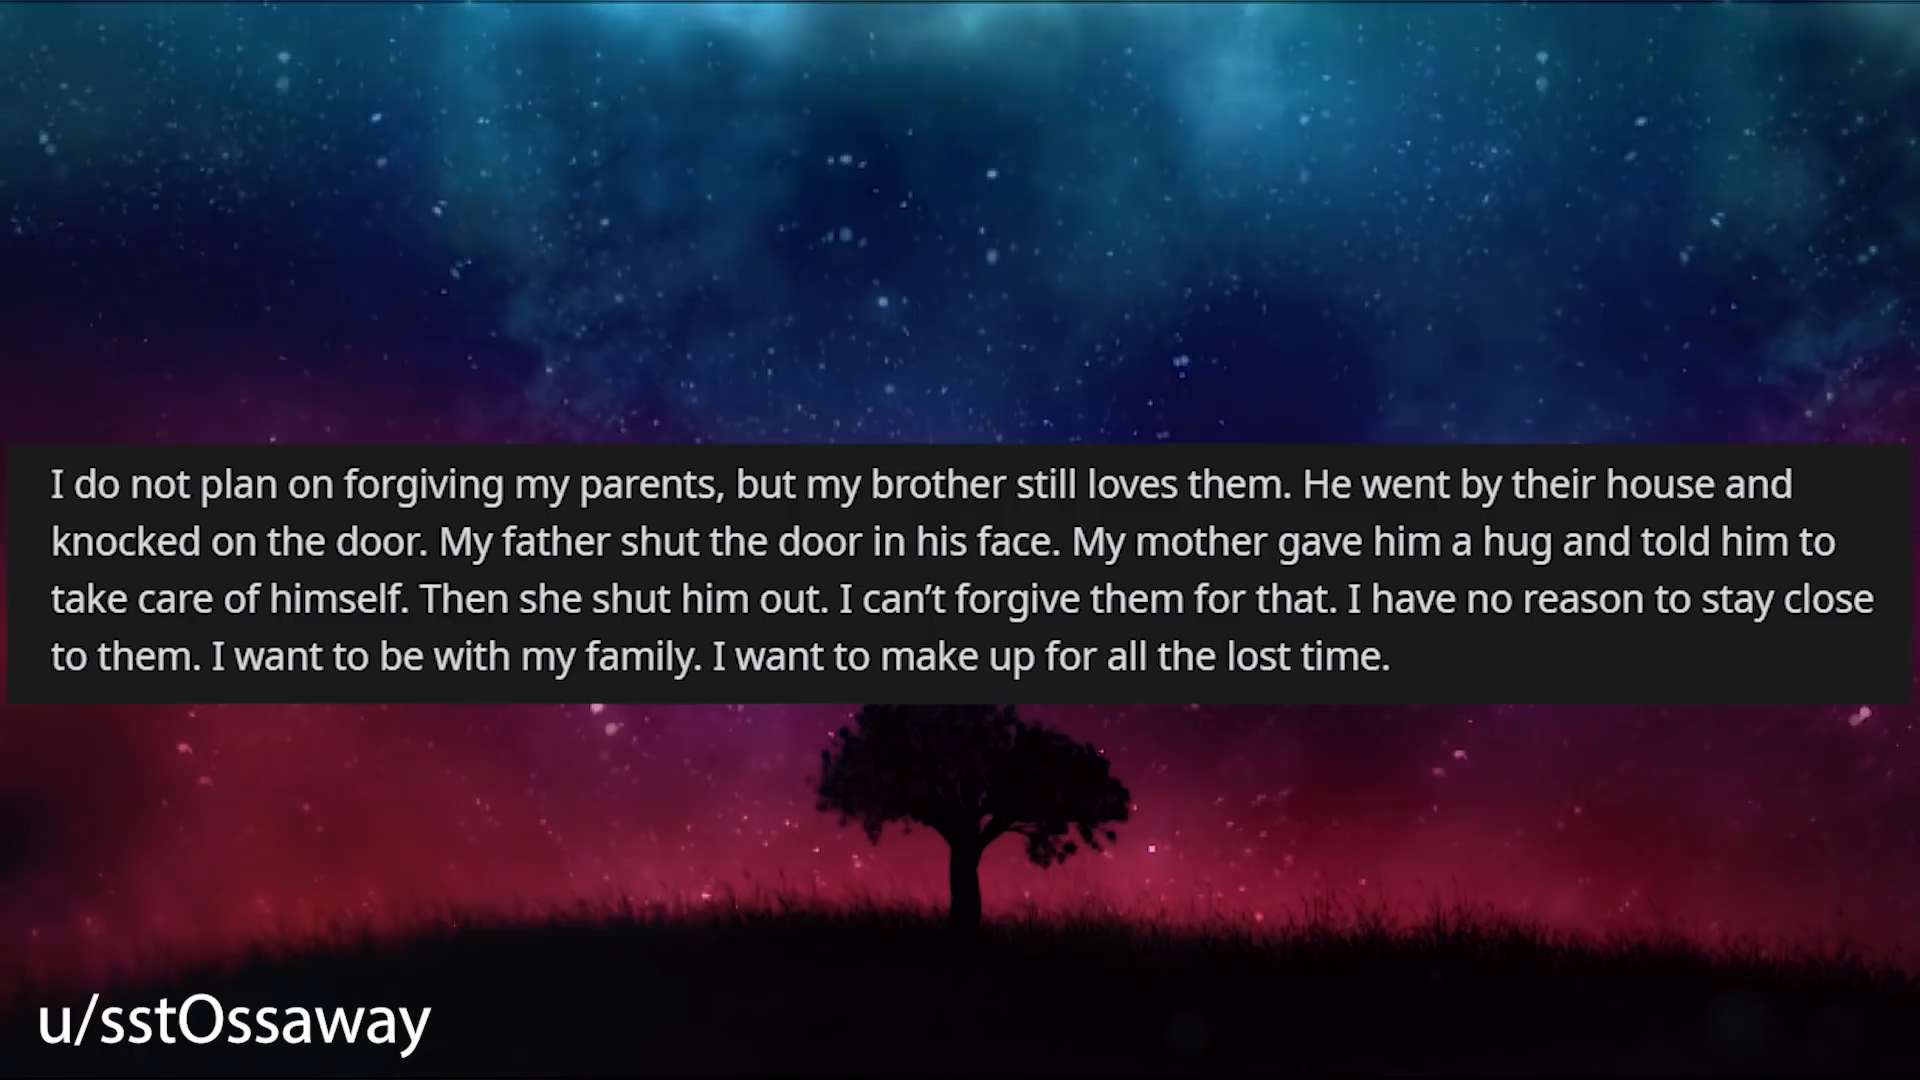 I do not plan on forgiving my parents, but my brother still loves them. He went by their house and
knocked on the door. My father shut the door in his face. My mother gave him a hug and told him to
take care of himself. Then she shut him out. I can’t forgive them for that. I have no reason to stay close
to them. I want to be with my family. I want to make up for all the lost time.
u/sstOssaway